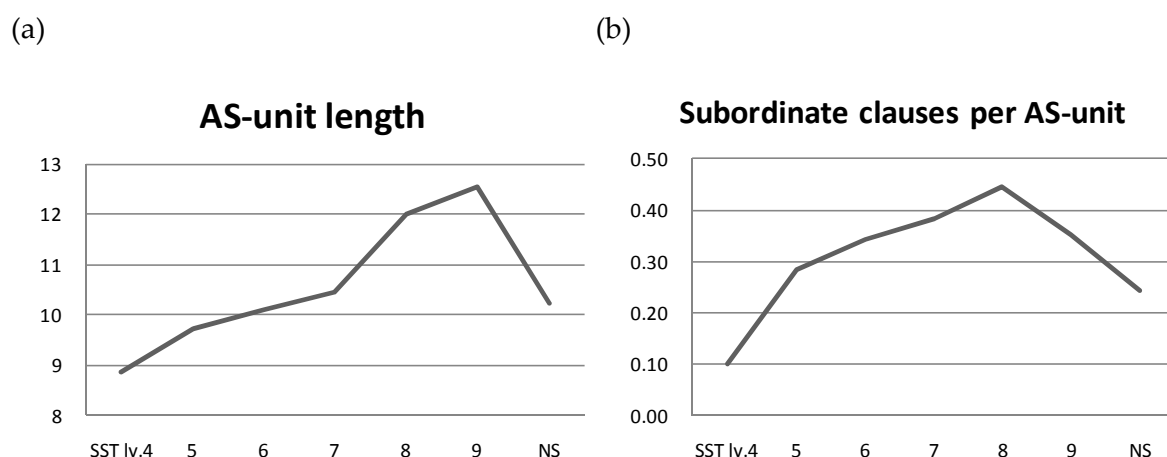 (a)
(b)
AS-unit length
13
12
11
10
9
8
SST lv.4 5 6 7 8 9 NS
Subordinate clauses per AS-unit
0.50
0.40
0.30
0.20
0.10
0.00
SST lv.4 5 6 7 8 9 NS